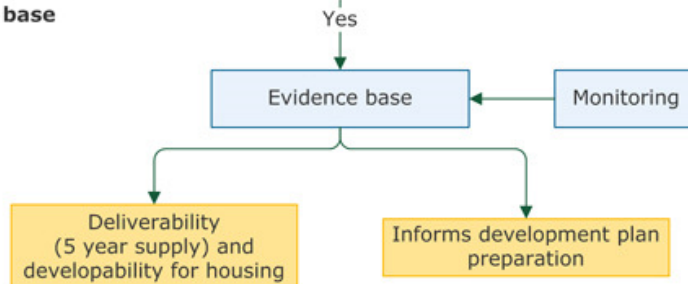 base
Yes
Evidence base
Monitoring
Deliverability
(5 year supply) and
developability for housing
Informs development plan
preparation